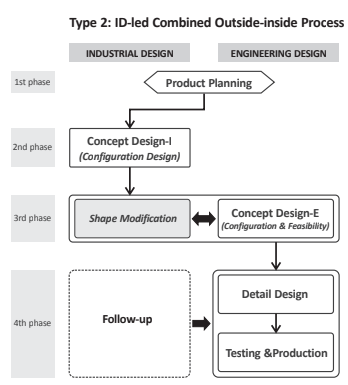 Type 2: ID-led Combined Outside-inside Process
INDUSTRIAL DESIGN
ENGINEERING DESIGN
1st phase
Product Planning
2nd phase
Concept Design-I
(Configuration Design)
3rd phase
Shape Modification
Concept Design-E
(Configuration & Feasibility)
4th phase
Follow-up
Detail Design
Testing &Production